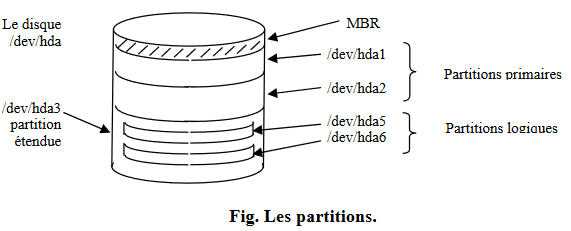 Le disque
/dev/hda
MBR
/dev/hda1
/dev/hda2
Partitions primaires
/dev/hda3
partition
étendue
/dev/hda5
/dev/hda6
Partitions logiques
Fig. Les partitions.